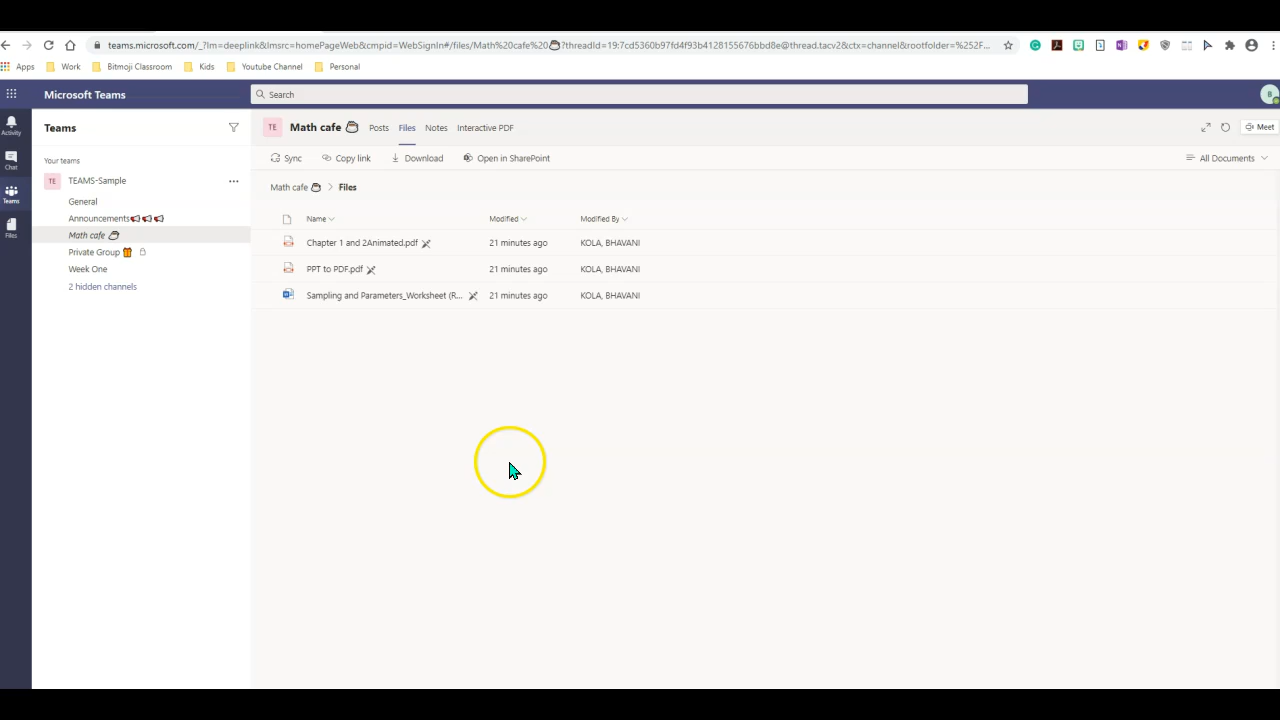 teams.microsoft.com/_?lm=deeplink&lmsrc=homePageWeb&cmpid=WebSignIn#/files/Math%20cafe%20☕?threadId=19:7cd5360b97fd4f93b4128155676bbd8e@thread.tacv2&ctx=channel&rootfolder=%252F...
Apps Work Bitmoji Classroom Kids Youtube Channel Personal
Microsoft Teams Search B
Activity
Chat
Teams
Files
Teams
Your teams
TE TEAMS-Sample ...
General
Announcements📢📢📢
Math cafe ☕
Private Group 🎁
Week One
2 hidden channels
TE Math cafe ☕ Posts Files Notes Interactive PDF Meet
Sync Copy link Download Open in SharePoint All Documents
Math cafe ☕ > Files
Name Modified Modified By
Chapter 1 and 2Animated.pdf 21 minutes ago KOLA, BHAVANI
PPT to PDF.pdf 21 minutes ago KOLA, BHAVANI
Sampling and Parameters_Worksheet (R... 21 minutes ago KOLA, BHAVANI